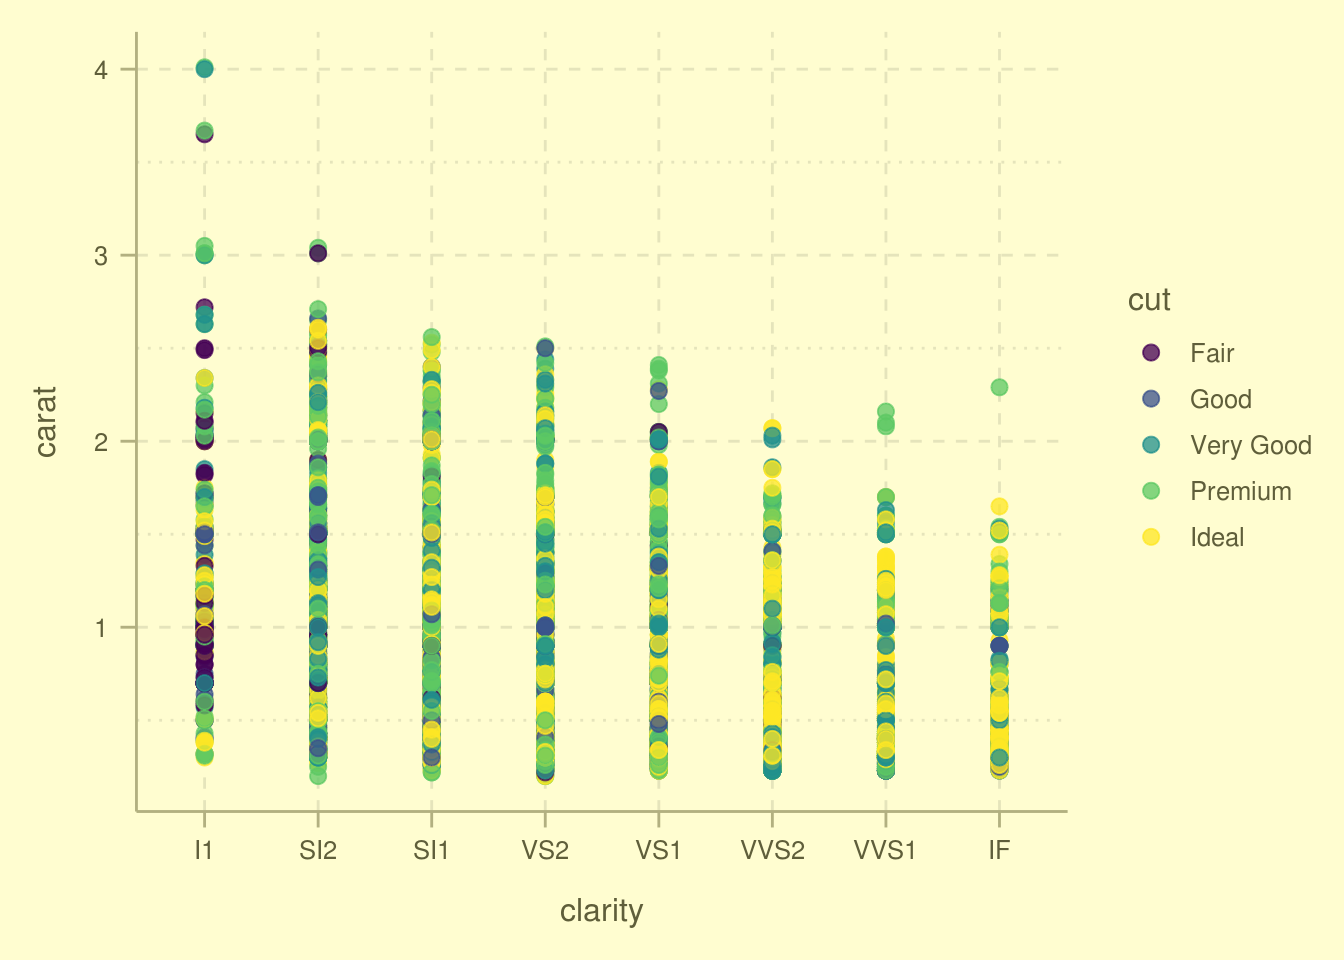 4
3
2
1
carat
I1 SI2 SI1 VS2 VS1 VVS2 VVS1 IF
clarity
cut
Fair
Good
Very Good
Premium
Ideal